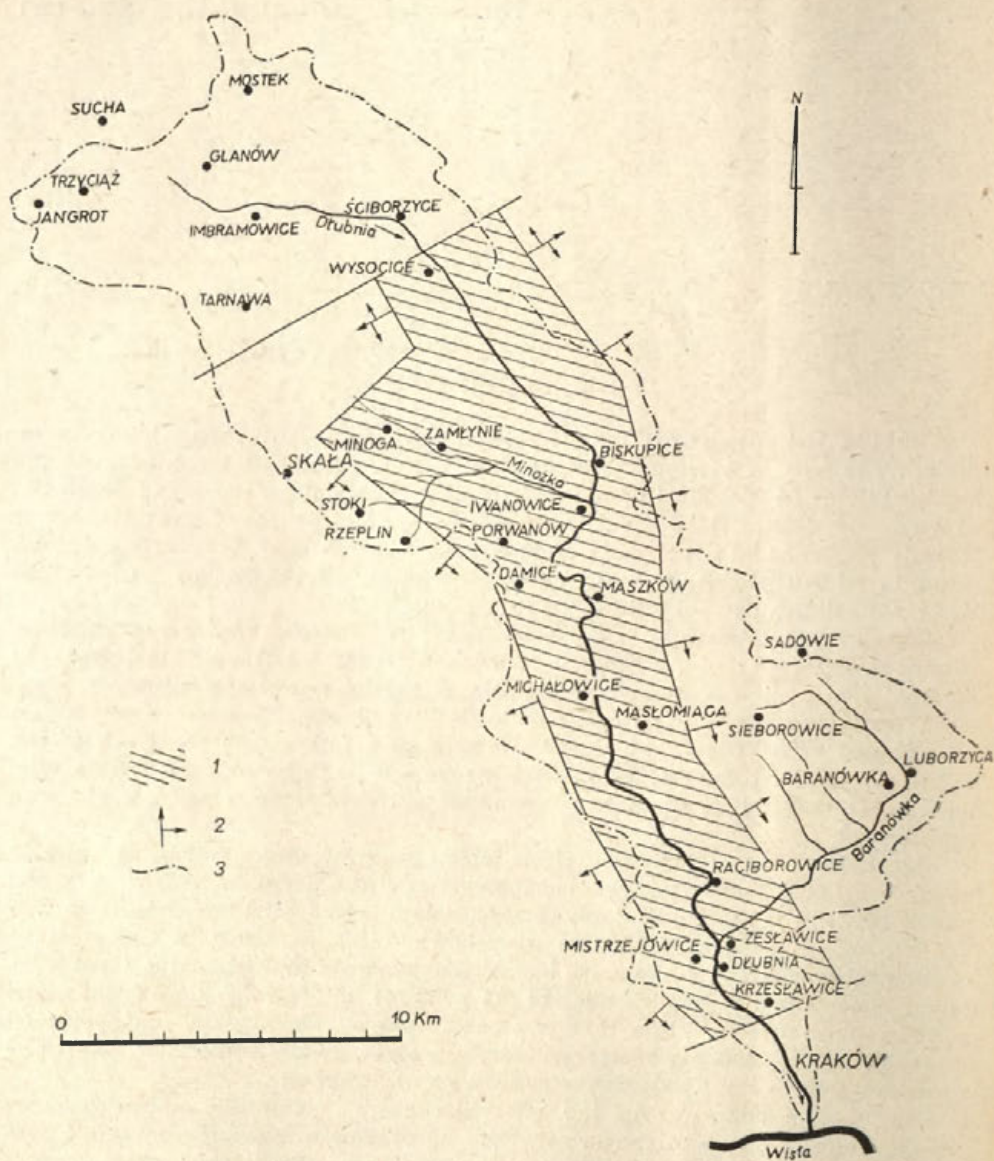 MOSTEK
SUCHA
N
GLANÓW
TRZYCIĄŻ
JANGROT
ŚCIBORZYCE
IMBRAMOWICE
Dłubnia
WYSOCICE
TARNAWA
MINOGA
ZAMŁYNIE
BISKUPICE
SKAŁA
Minożka
STOKI
IWANOWICE
RZEPLIN
PORWANÓW
DAMICE
MASZKÓW
SADOWIE
MICHAŁOWICE
MASŁOMIĄCA
SIEBOROWICE
1
LUBORZYCA
BARANÓWKA
2
Baranówka
3
RACIBOROWICE
ZESŁAWICE
MISTRZEJOWICE
DŁUBNIA
KRZESŁAWICE
0
10 Km
KRAKÓW
Wisła